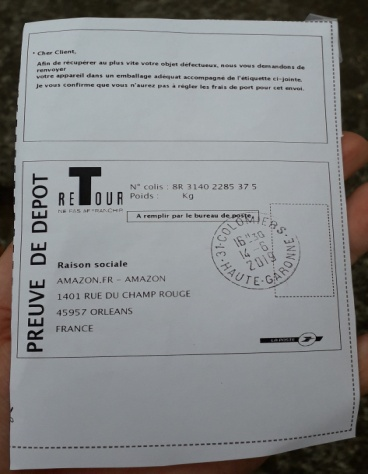 * Cher Client,
Afin de récupérer au plus vite votre objet défectueux, nous vous demandons de
renvoyer
votre appareil dans un emballage adéquat accompagné de l'étiquette ci-jointe.
Je vous confirme que vous n'aurez pas à régler les frais de port pour cet envoi.
PREUVE DE DEPOT
RETOUR
NE PAS AFFRANCHIR
N° colis : 8R 3140 2285 37 5
Poids : Kg
A remplir par le bureau de poste.
31-COLOMIERS
14-6
2019
HAUTE-GARONNE
Raison sociale
AMAZON.FR - AMAZON
1401 RUE DU CHAMP ROUGE
45957 ORLEANS
FRANCE
LA POSTE